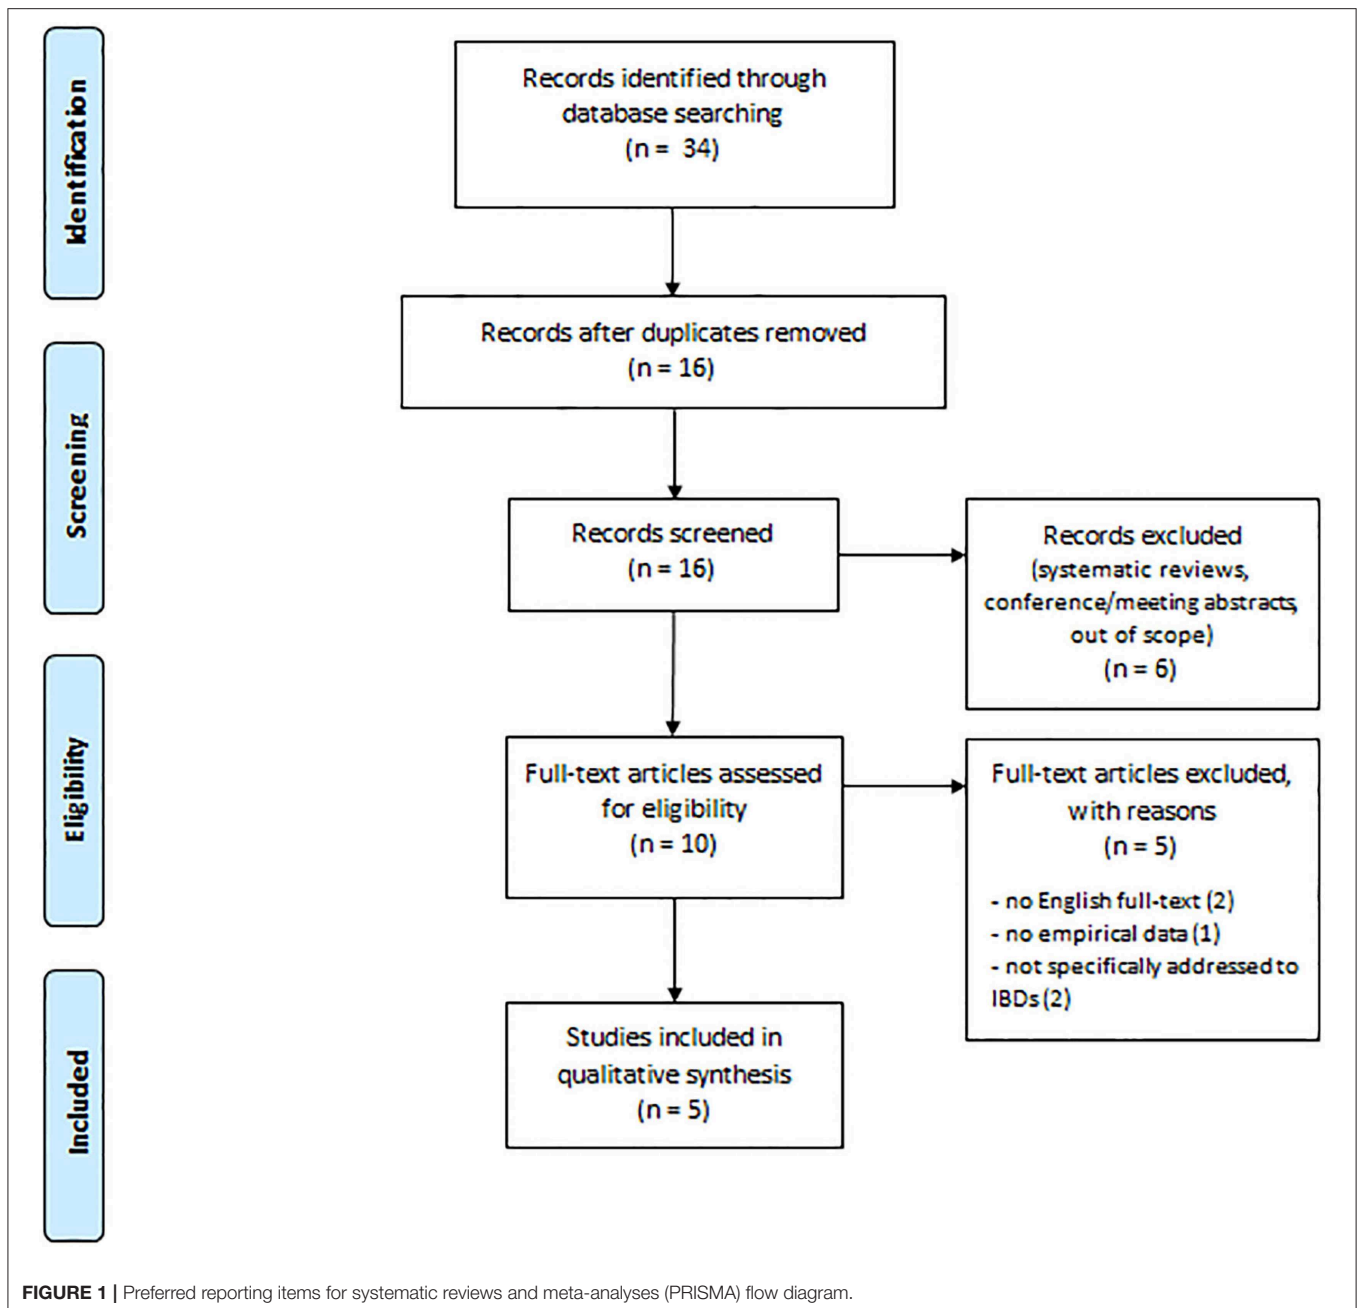 Identification
Records identified through
database searching
(n = 34)
Records after duplicates removed
(n = 16)
Screening
Records screened
(n = 16)
Records excluded
(systematic reviews,
conference/meeting abstracts,
out of scope)
(n = 6)
Eligibility
Full-text articles assessed
for eligibility
(n = 10)
Full-text articles excluded,
with reasons
(n = 5)
- no English full-text (2)
- no empirical data (1)
- not specifically addressed to
IBDs (2)
Included
Studies included in
qualitative synthesis
(n = 5)
FIGURE 1 | Preferred reporting items for systematic reviews and meta-analyses (PRISMA) flow diagram.